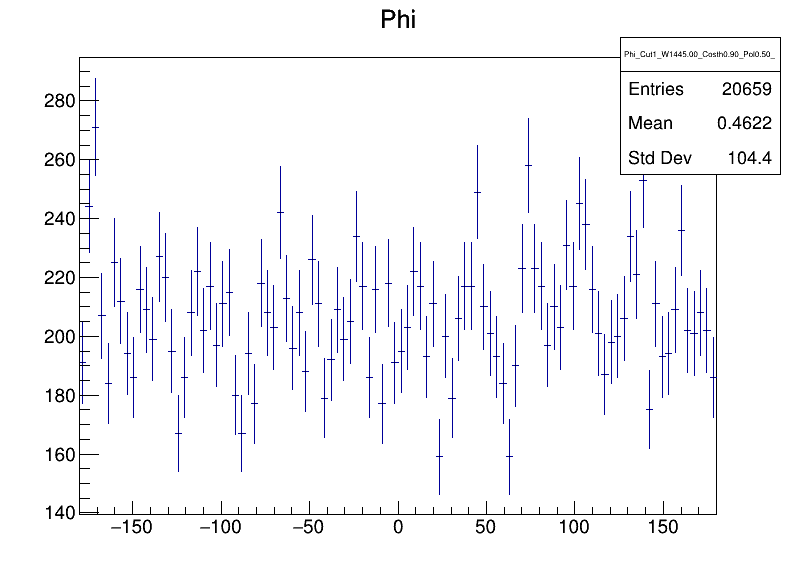 Phi
Phi_Cut1_W1445.00_Costh0.90_Pol0.50_
Entries 20659
Mean 0.4622
Std Dev 104.4
280
260
240
220
200
180
160
140
−150 −100 −50 0 50 100 150